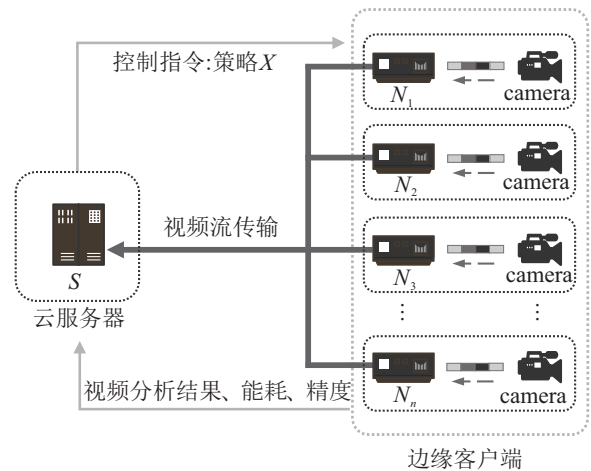 控制指令:策略X
N₁
camera
N₂
camera
视频流传输
N₃
camera
S
云服务器
⋮
⋮
视频分析结果、能耗、精度
Nₙ
camera
边缘客户端